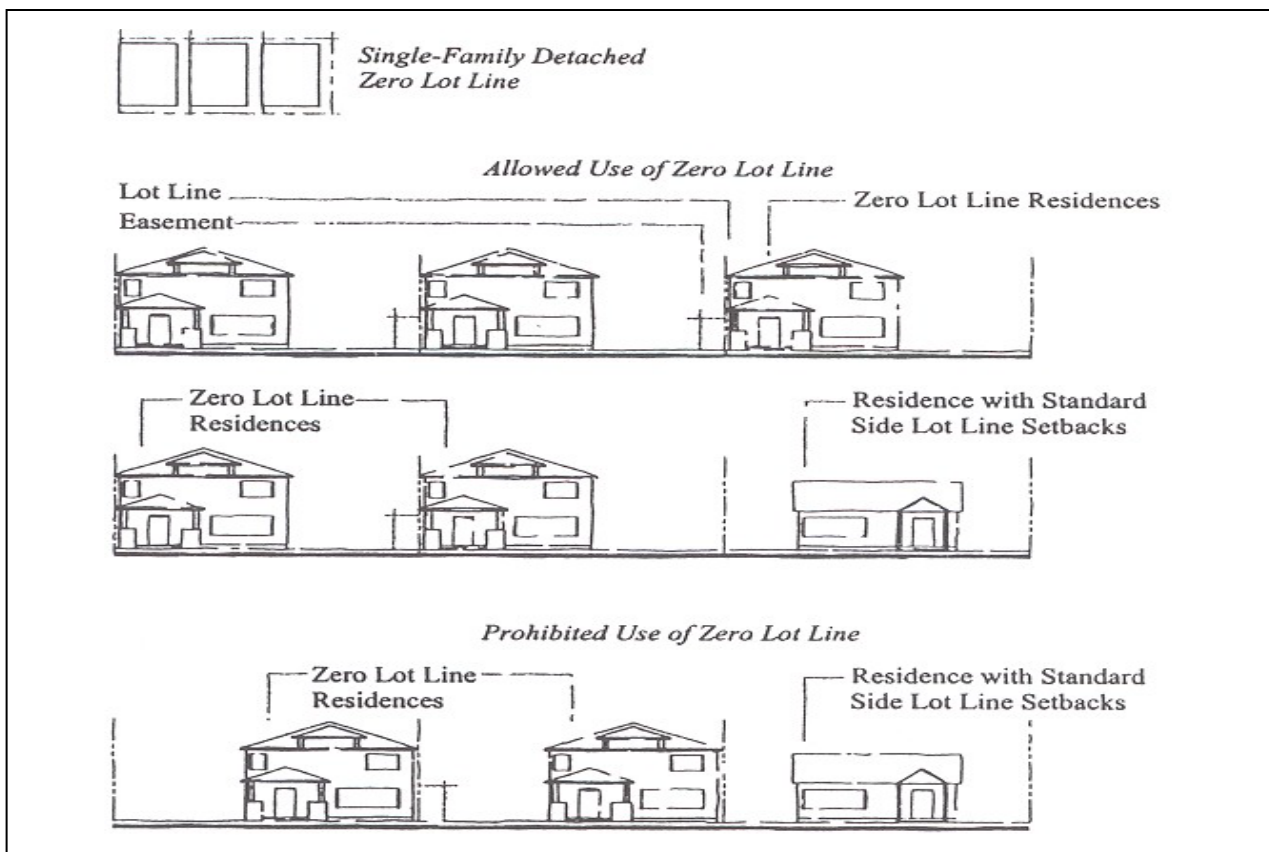 Single-Family Detached
Zero Lot Line
Allowed Use of Zero Lot Line
Lot Line
Zero Lot Line Residences
Easement
Zero Lot Line
Residences
Residence with Standard
Side Lot Line Setbacks
Prohibited Use of Zero Lot Line
Zero Lot Line
Residences
Residence with Standard
Side Lot Line Setbacks